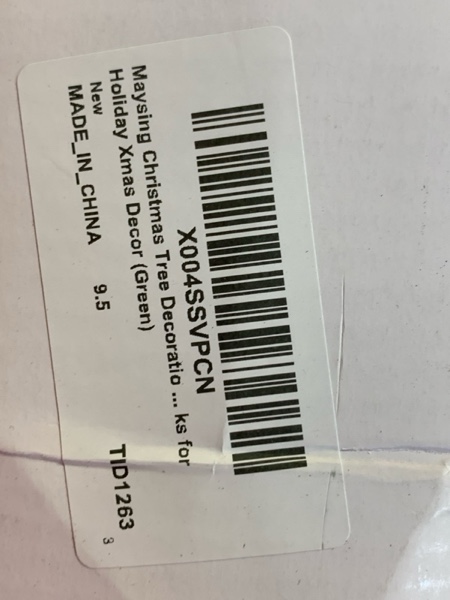 X004SSVPCN
Maysing Christmas Tree Decoratio ... ks for
Holiday Xmas Decor (Green)
New
MADE_IN_CHINA 9.5 TID1263
3